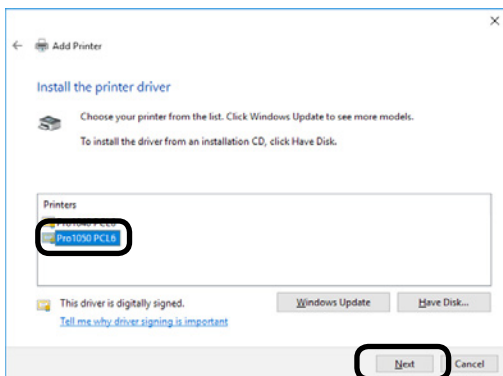 Add Printer
Install the printer driver
Choose your printer from the list. Click Windows Update to see more models.
To install the driver from an installation CD, click Have Disk.
Printers
Pro1040 PCL6
Pro1050 PCL6
This driver is digitally signed.
Windows Update
Have Disk...
Tell me why driver signing is important
Next
Cancel